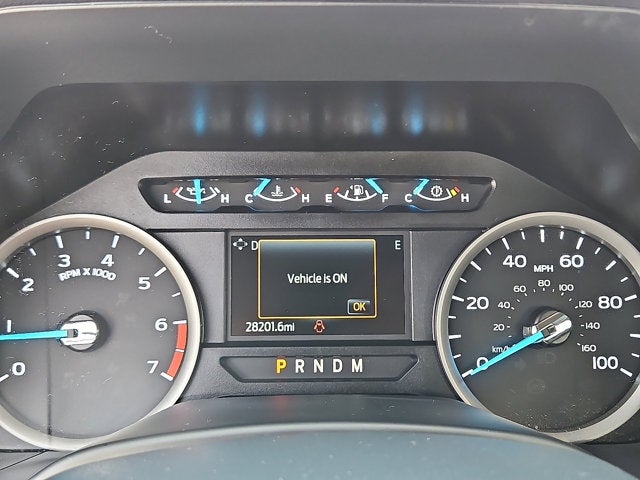 L H C H E F C H
0 1 2 3 4 5 6 7
RPM X 1000
D E
Vehicle is ON
OK
28201.6mi
P R N D M
0 20 40 60 80 100
MPH
20 40 60 80 100 120 140 160
km/h